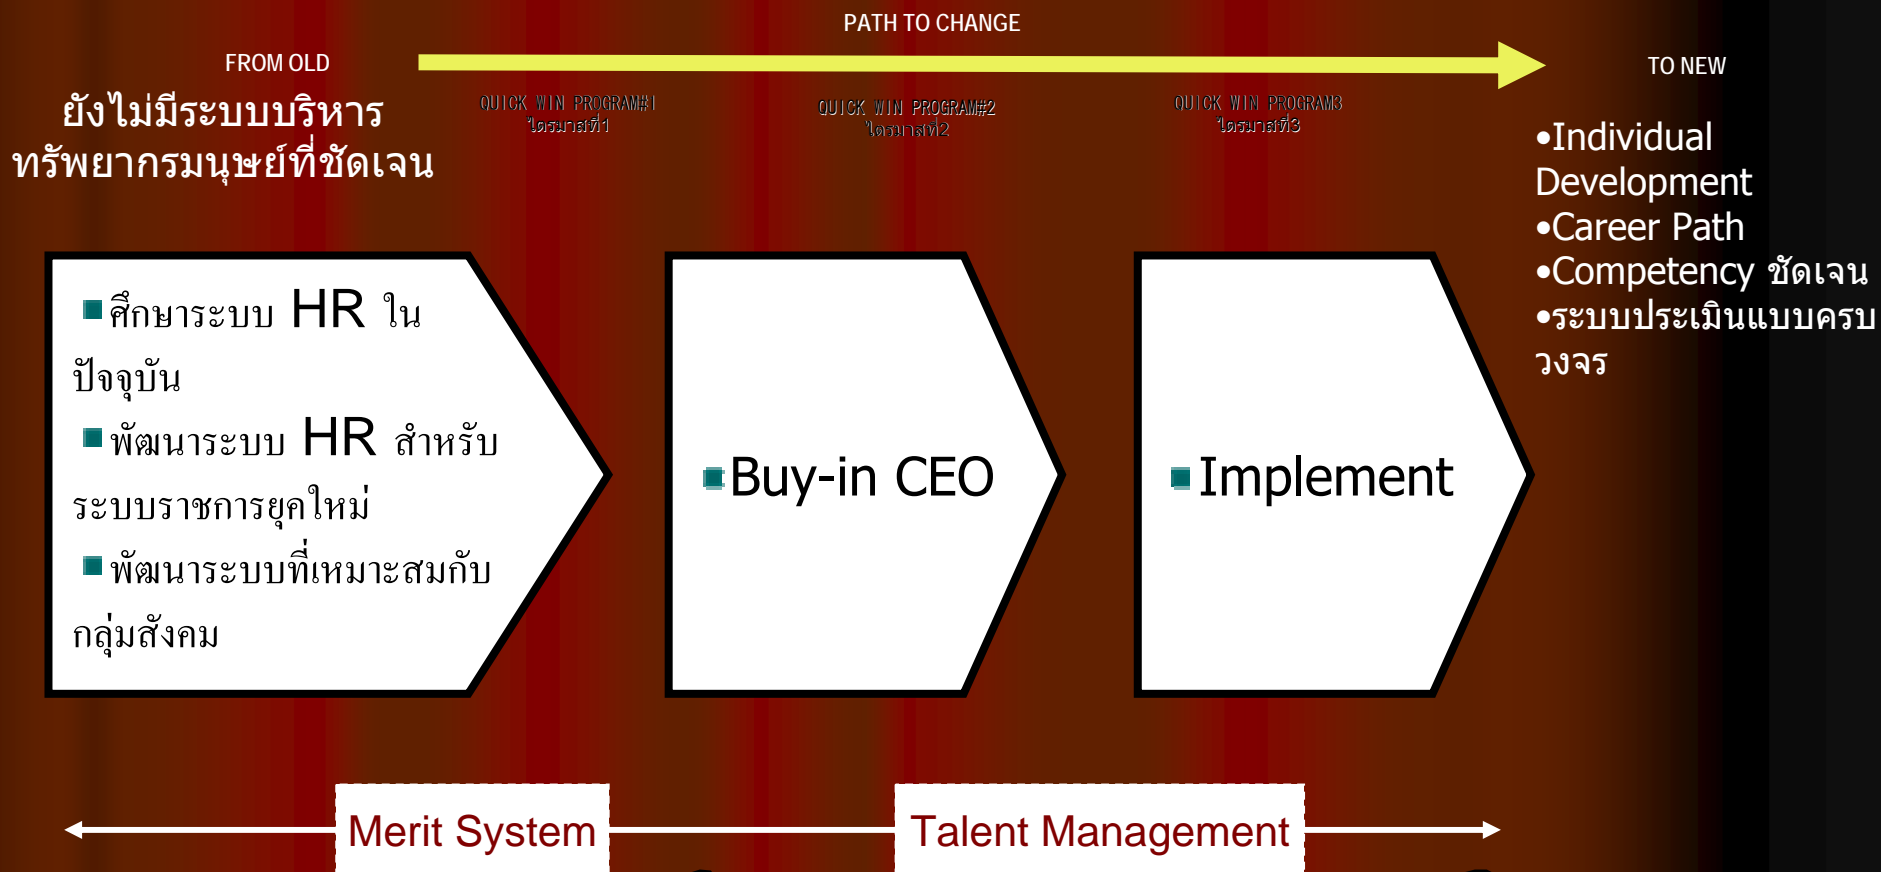 PATH TO CHANGE
FROM OLD
TO NEW
ยังไม่มีระบบบริหาร
ทรัพยากรมนุษย์ที่ชัดเจน
QUICK WIN PROGRAM#1
ไตรมาสที่1
QUICK WIN PROGRAM#2
ไตรมาสที่2
QUICK WIN PROGRAM3
ไตรมาสที่3
•Individual
Development
•Career Path
•Competency ชัดเจน
•ระบบประเมินแบบครบ
วงจร
▪ศึกษาระบบ HR ใน
ปัจจุบัน
▪พัฒนาระบบ HR สำหรับ
ระบบราชการยุคใหม่
▪พัฒนาระบบที่เหมาะสมกับ
กลุ่มสังคม
▪Buy-in CEO
▪Implement
Merit System
Talent Management